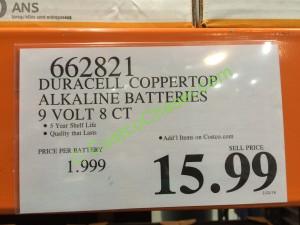 ANS
662821
DURACELL COPPERTOP
ALKALINE BATTERIES
9 VOLT 8 CT
• 5 Year Shelf Life
• Quality that Lasts
• Add'l Items on Costco.com
PRICE PER BATTERY
1.999
SELL PRICE
15.99